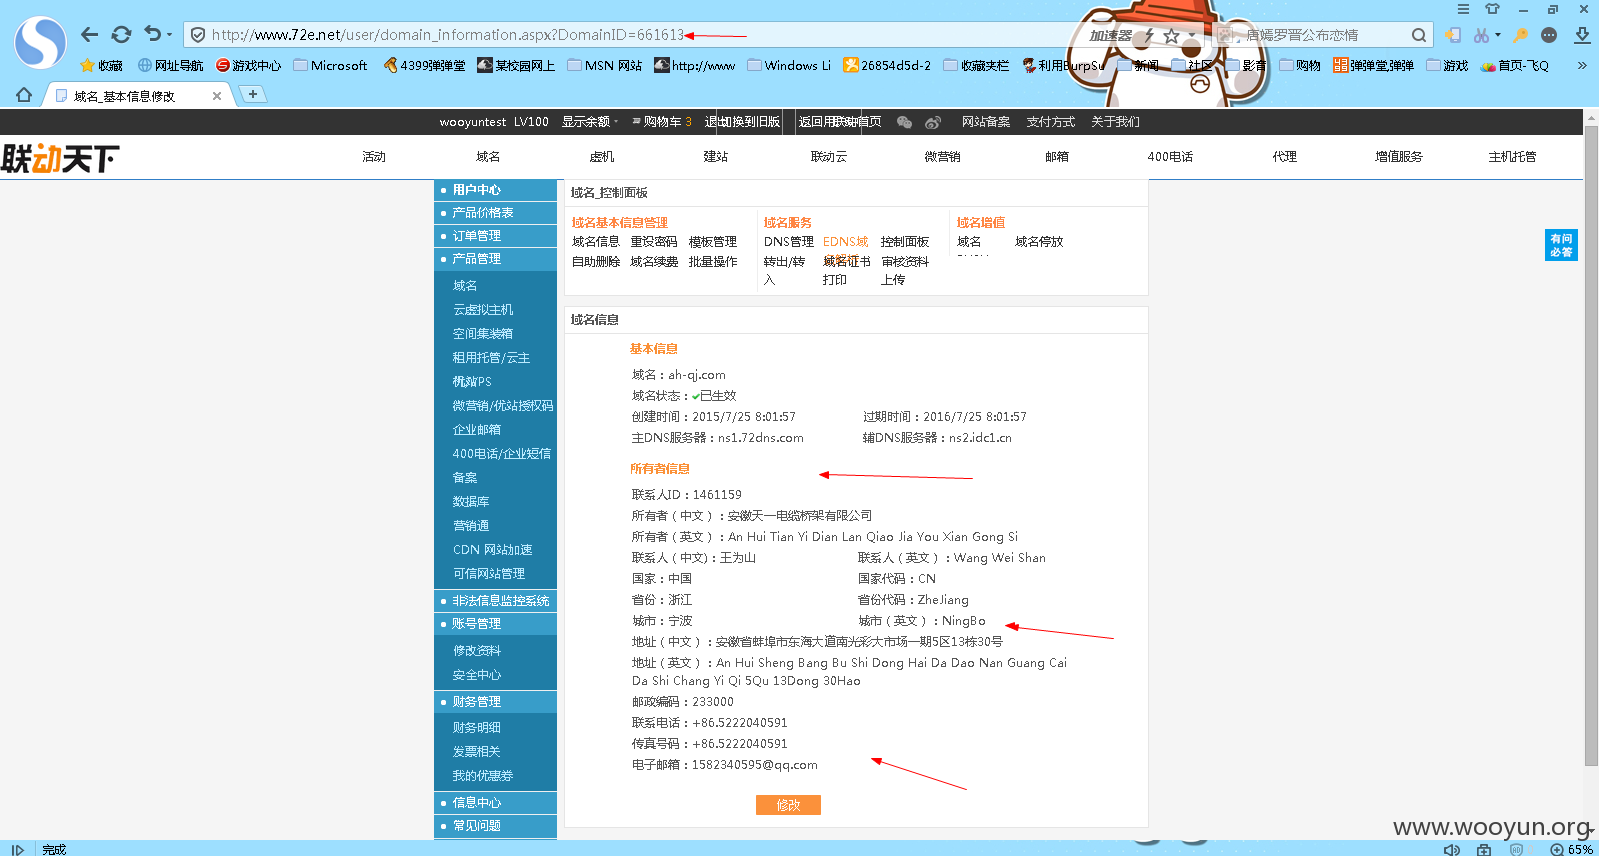 http://www.72e.net/user/domain_information.aspx?DomainID=661613
加速器
唐嫣罗晋公布恋情
收藏 网址导航 游戏中心 Microsoft 4399弹弹堂 某校园网上 MSN 网站 http://www Windows Li 26854d5d-2 收藏夹栏 利用BurpSu 新闻 社区 影音 购物 弹弹堂,弹弹 游戏 首页-飞Q »
域名_基本信息修改
wooyuntest LV100 显示余额 购物车 3 退出 切换到旧版 首页 网站备案 支付方式 关于我们
联动天下
活动 域名 虚机 建站 联动云 微营销 邮箱 400电话 代理 增值服务 主机托管
用户中心
产品价格表
订单管理
产品管理
域名
云虚拟主机
空间集装箱
租用托管/云主
微营销/优站授权码
企业邮箱
400电话/企业短信
备案
数据库
营销通
CDN 网站加速
可信网站管理
非法信息监控系统
账号管理
修改资料
安全中心
财务管理
财务明细
发票相关
我的优惠券
信息中心
常见问题
域名_控制面板
域名基本信息管理 域名服务 域名增值
域名信息 重设密码 模板管理 DNS管理 EDNS域 控制面板 域名 域名停放
自助删除 域名续费 批量操作 转出/转 域名证书 审核资料
入 打印 上传
有问
必答
域名信息
基本信息
域名：ah-qj.com
域名状态：已生效
创建时间：2015/7/25 8:01:57 过期时间：2016/7/25 8:01:57
主DNS服务器：ns1.72dns.com 辅DNS服务器：ns2.idc1.cn
所有者信息
联系人ID：1461159
所有者（中文）：安徽天一电缆桥架有限公司
所有者（英文）：An Hui Tian Yi Dian Lan Qiao Jia You Xian Gong Si
联系人（中文)：王为山 联系人（英文）：Wang Wei Shan
国家：中国 国家代码：CN
省份：浙江 省份代码：ZheJiang
城市：宁波 城市（英文）：NingBo
地址（中文）：安徽省蚌埠市东海大道南光彩大市场一期5区13栋30号
地址（英文）：An Hui Sheng Bang Bu Shi Dong Hai Da Dao Nan Guang Cai
Da Shi Chang Yi Qi 5Qu 13Dong 30Hao
邮政编码：233000
联系电话：+86.5222040591
传真号码：+86.5222040591
电子邮箱：1582340595@qq.com
修改
www.wooyun.org
完成 65%